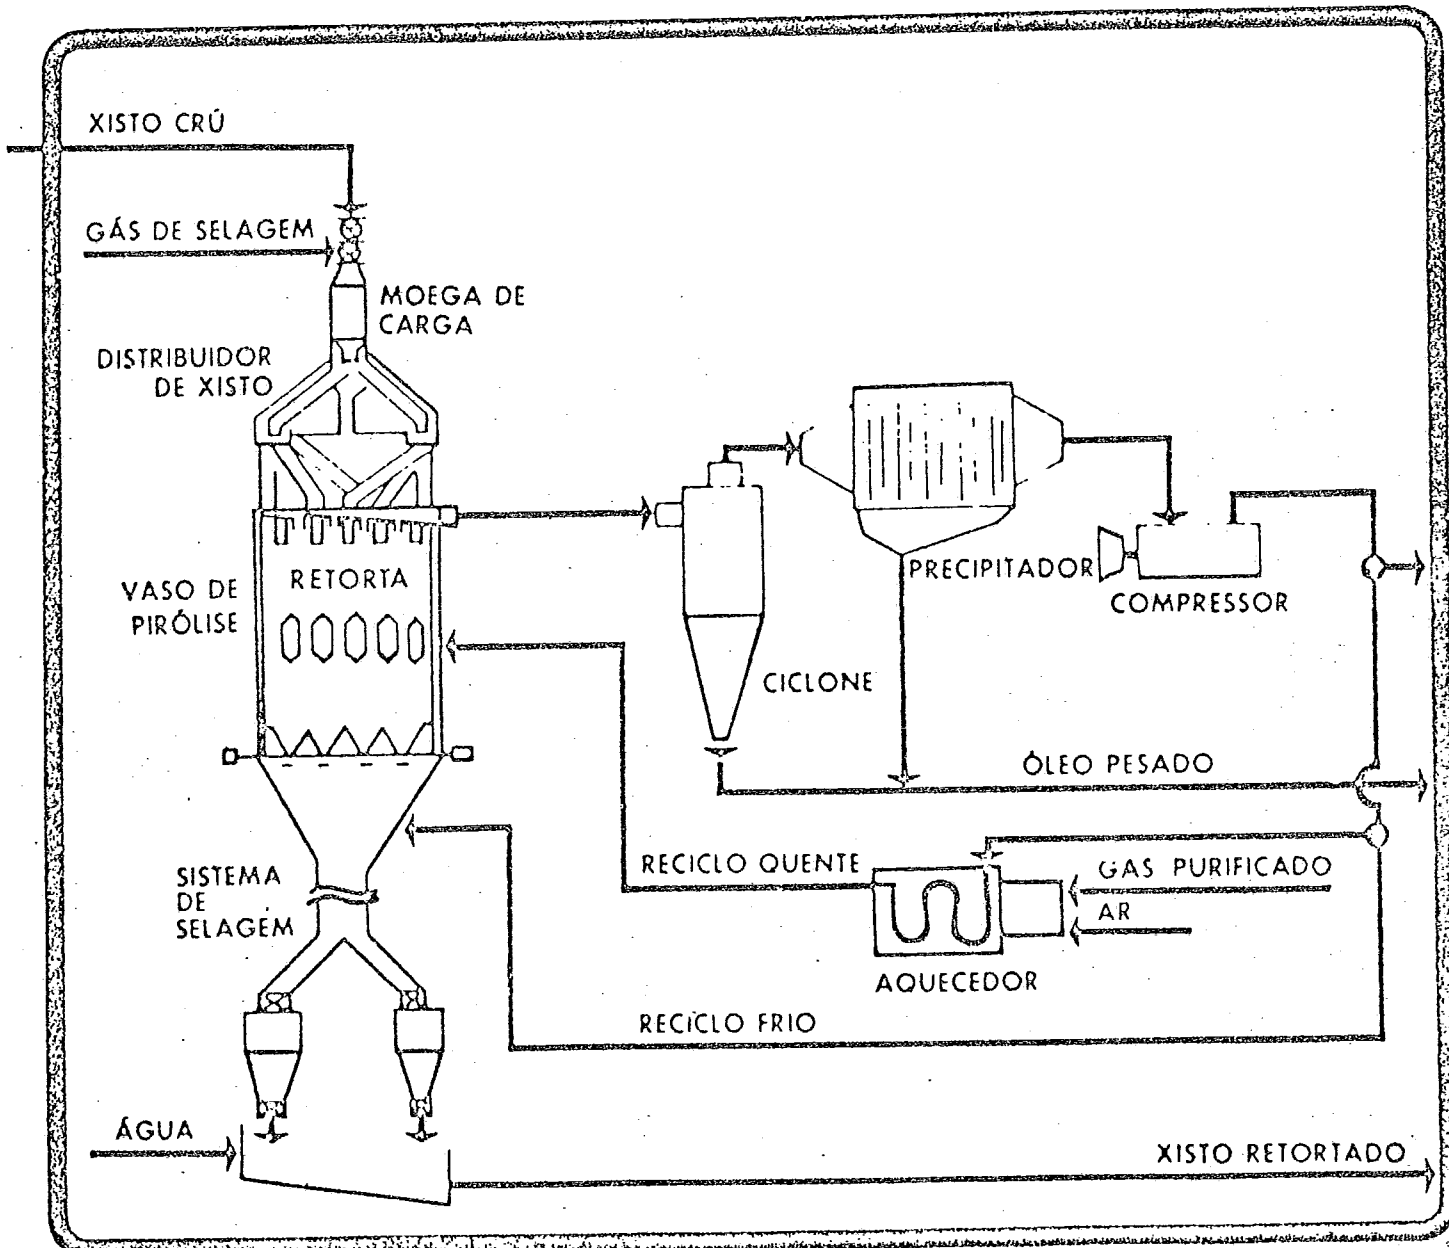 XISTO CRÚ
GÁS DE SELAGEM
MOEGA DE
CARGA
DISTRIBUIDOR
DE XISTO
VASO DE
PIRÓLISE
RETORTA
PRECIPITADOR
COMPRESSOR
CICLONE
ÓLEO PESADO
RECICLO QUENTE
GAS PURIFICADO
AR
SISTEMA
DE
SELAGEM
AQUECEDOR
RECICLO FRIO
ÁGUA
XISTO RETORTADO